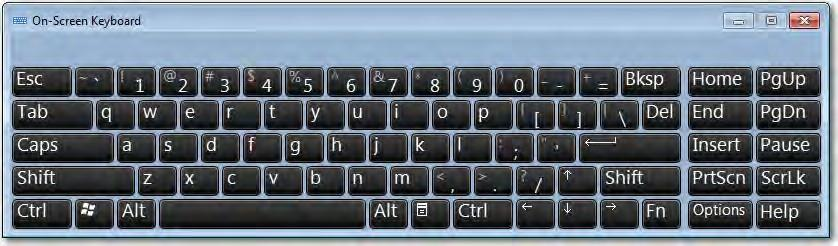 On-Screen Keyboard
Esc ~ ` ! 1 @ 2 # 3 $ 4 % 5 ^ 6 & 7 * 8 ( 9 ) 0 _ - + = Bksp Home PgUp
Tab q w e r t y u i o p { [ } ] | \ Del End PgDn
Caps a s d f g h j k l : ; " ' Insert Pause
Shift z x c v b n m < , > . ? / ↑ Shift PrtScn ScrLk
Ctrl Alt Alt Ctrl ← ↓ → Fn Options Help